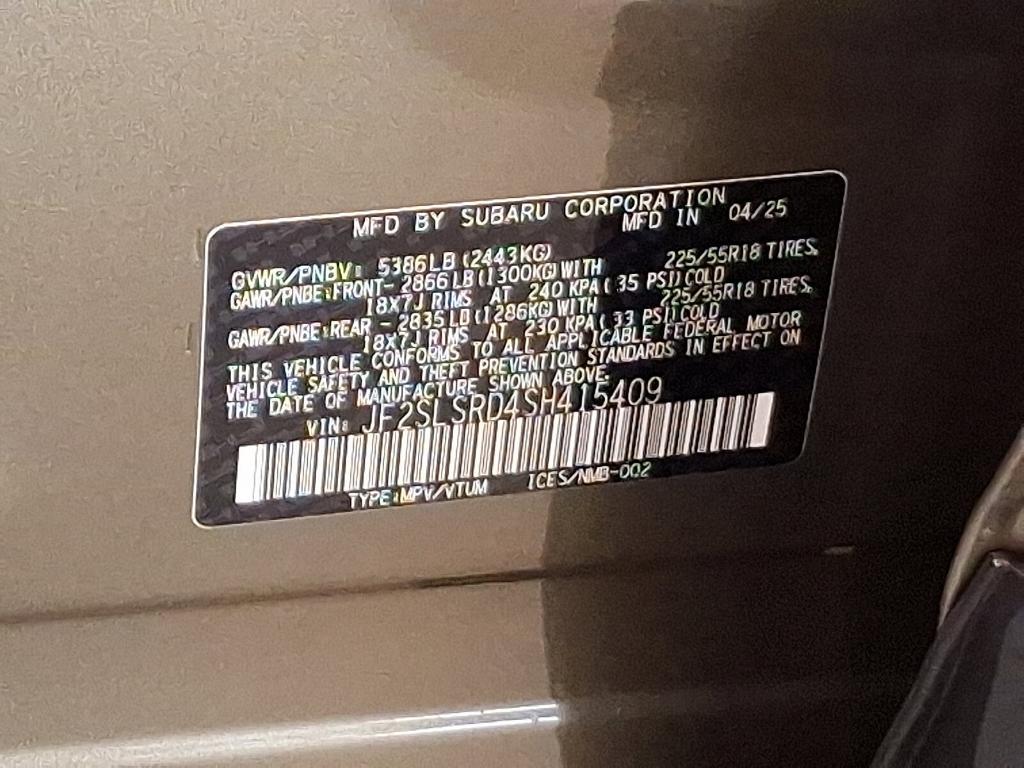 MFD BY SUBARU CORPORATION
MFD IN 04/25
GVWR/PNBV: 5386LB(2443KG)
GAWR/PNBE:FRONT- 2866LB(1300KG)WITH 225/55R18 TIRES,
18X7J RIMS AT 240 KPA( 35 PSI)COLD
GAWR/PNBE:REAR - 2835LB(1286KG)WITH 225/55R18 TIRES,
18X7J RIMS AT 230 KPA( 33 PSI)COLD
THIS VEHICLE CONFORMS TO ALL APPLICABLE FEDERAL MOTOR
VEHICLE SAFETY AND THEFT PREVENTION STANDARDS IN EFFECT ON
THE DATE OF MANUFACTURE SHOWN ABOVE.
VIN: JF2SLSRD4SH415409
TYPE:MPV/VTUM ICES/NMB-002